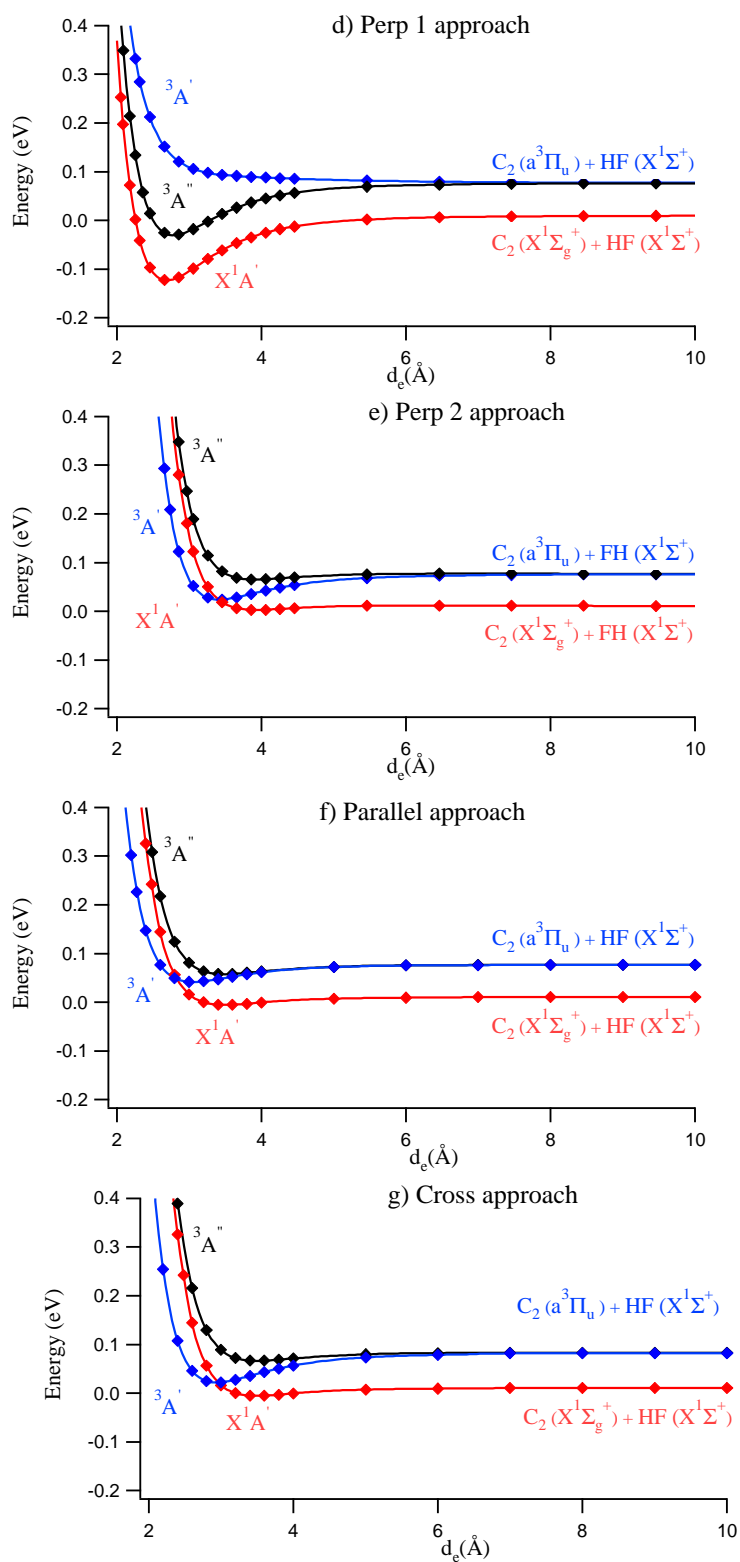 d) Perp 1 approach
0.4
0.3
0.2
0.1
0.0
-0.1
-0.2
Energy (eV)
³A'
³A"
X¹A'
C₂ (a³Πᵤ) + HF (X¹Σ⁺)
C₂ (X¹Σg⁺) + HF (X¹Σ⁺)
2 4 6 8 10
dₑ(Å)
e) Perp 2 approach
0.4
0.3
0.2
0.1
0.0
-0.1
-0.2
Energy (eV)
³A"
³A'
X¹A'
C₂ (a³Πᵤ) + FH (X¹Σ⁺)
C₂ (X¹Σg⁺) + FH (X¹Σ⁺)
2 4 6 8 10
dₑ(Å)
f) Parallel approach
0.4
0.3
0.2
0.1
0.0
-0.1
-0.2
Energy (eV)
³A"
³A'
X¹A'
C₂ (a³Πᵤ) + HF (X¹Σ⁺)
C₂ (X¹Σg⁺) + HF (X¹Σ⁺)
2 4 6 8 10
dₑ(Å)
g) Cross approach
0.4
0.3
0.2
0.1
0.0
-0.1
-0.2
Energy (eV)
³A"
³A'
X¹A'
C₂ (a³Πᵤ) + HF (X¹Σ⁺)
C₂ (X¹Σg⁺) + HF (X¹Σ⁺)
2 4 6 8 10
dₑ(Å)